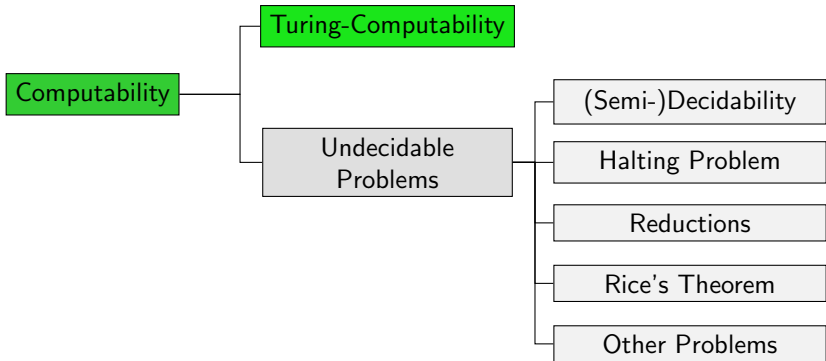 Turing-Computability
Computability
Undecidable
Problems
(Semi-)Decidability
Halting Problem
Reductions
Rice's Theorem
Other Problems